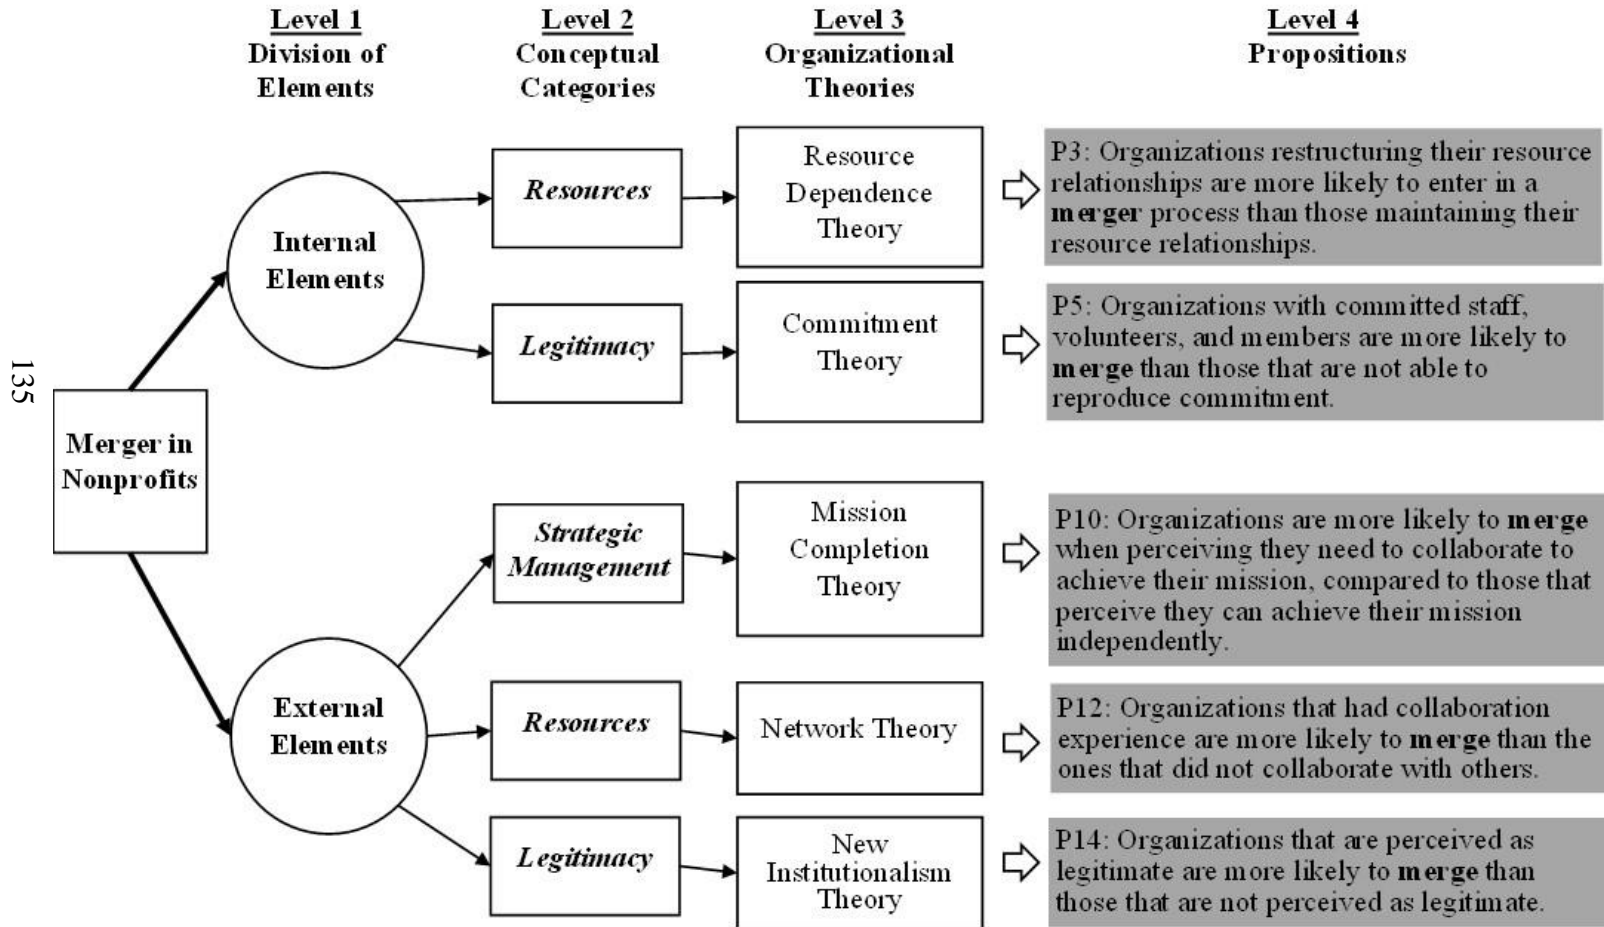 Level 1
Division of
Elements
Level 2
Conceptual
Categories
Level 3
Organizational
Theories
Level 4
Propositions
135
Merger in
Nonprofits
Internal
Elements
Resources
Resource
Dependence
Theory
P3: Organizations restructuring their resource
relationships are more likely to enter in a
merger process than those maintaining their
resource relationships.
Legitimacy
Commitment
Theory
P5: Organizations with committed staff,
volunteers, and members are more likely to
merge than those that are not able to
reproduce commitment.
External
Elements
Strategic
Management
Mission
Completion
Theory
P10: Organizations are more likely to merge
when perceiving they need to collaborate to
achieve their mission, compared to those that
perceive they can achieve their mission
independently.
Resources
Network Theory
P12: Organizations that had collaboration
experience are more likely to merge than the
ones that did not collaborate with others.
Legitimacy
New
Institutionalism
Theory
P14: Organizations that are perceived as
legitimate are more likely to merge than
those that are not perceived as legitimate.